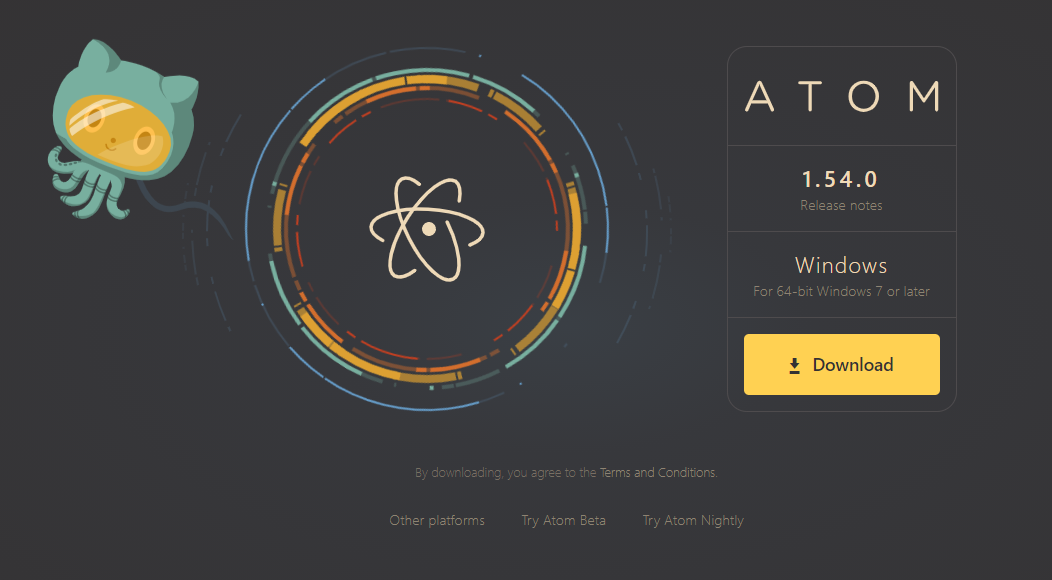 ATOM
1.54.0
Release notes
Windows
For 64-bit Windows 7 or later
Download
By downloading, you agree to the Terms and Conditions.
Other platforms Try Atom Beta Try Atom Nightly